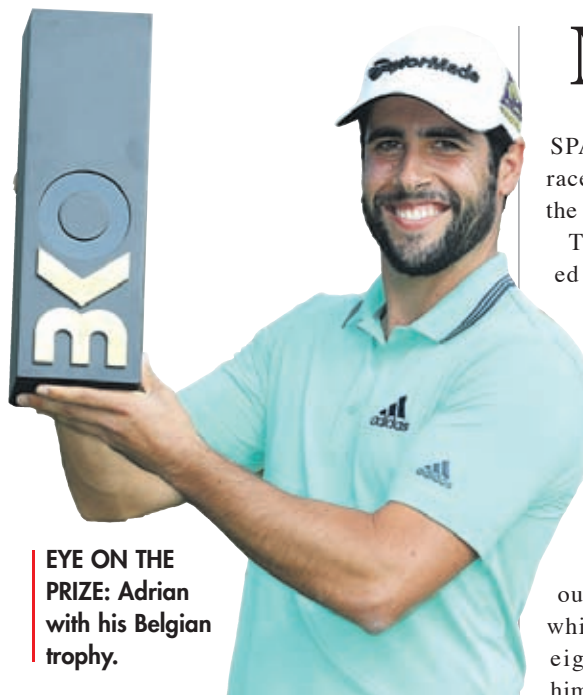 TaylorMade
BKO
adidas
adidas
EYE ON THE
PRIZE: Adrian
with his Belgian
trophy.
N
SPA
race
the
T
ed
ou
whi
eig
him